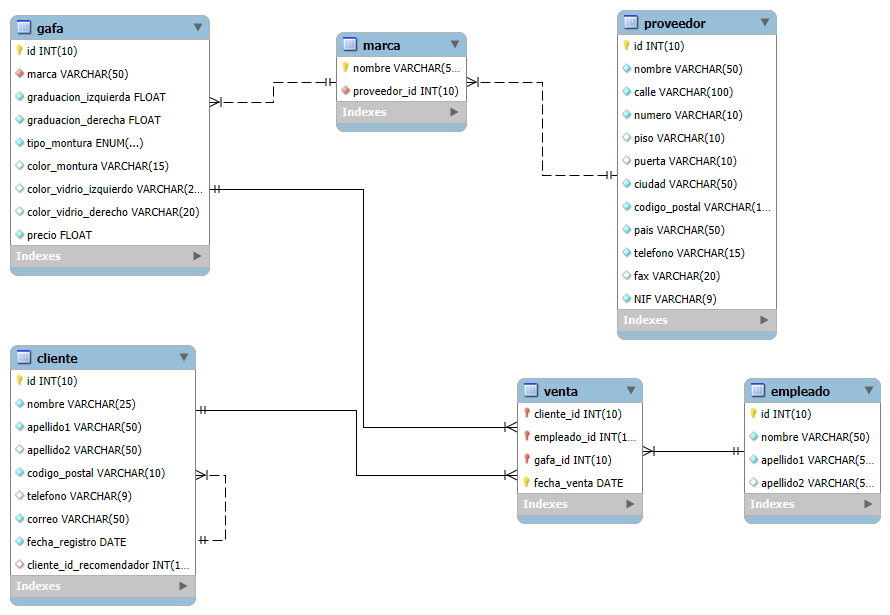 gafa
id INT(10)
marca VARCHAR(50)
graduacion_izquierda FLOAT
graduacion_derecha FLOAT
tipo_montura ENUM(...)
color_montura VARCHAR(15)
color_vidrio_izquierdo VARCHAR(2...
color_vidrio_derecho VARCHAR(20)
precio FLOAT
Indexes
marca
nombre VARCHAR(5...
proveedor_id INT(10)
Indexes
proveedor
id INT(10)
nombre VARCHAR(50)
calle VARCHAR(100)
numero VARCHAR(10)
piso VARCHAR(10)
puerta VARCHAR(10)
ciudad VARCHAR(50)
codigo_postal VARCHAR(1...
pais VARCHAR(50)
telefono VARCHAR(15)
fax VARCHAR(20)
NIF VARCHAR(9)
Indexes
cliente
id INT(10)
nombre VARCHAR(25)
apellido1 VARCHAR(50)
apellido2 VARCHAR(50)
codigo_postal VARCHAR(10)
telefono VARCHAR(9)
correo VARCHAR(50)
fecha_registro DATE
cliente_id_recomendador INT(1...
Indexes
venta
cliente_id INT(10)
empleado_id INT(1...
gafa_id INT(10)
fecha_venta DATE
Indexes
empleado
id INT(10)
nombre VARCHAR(50)
apellido1 VARCHAR(5...
apellido2 VARCHAR(5...
Indexes